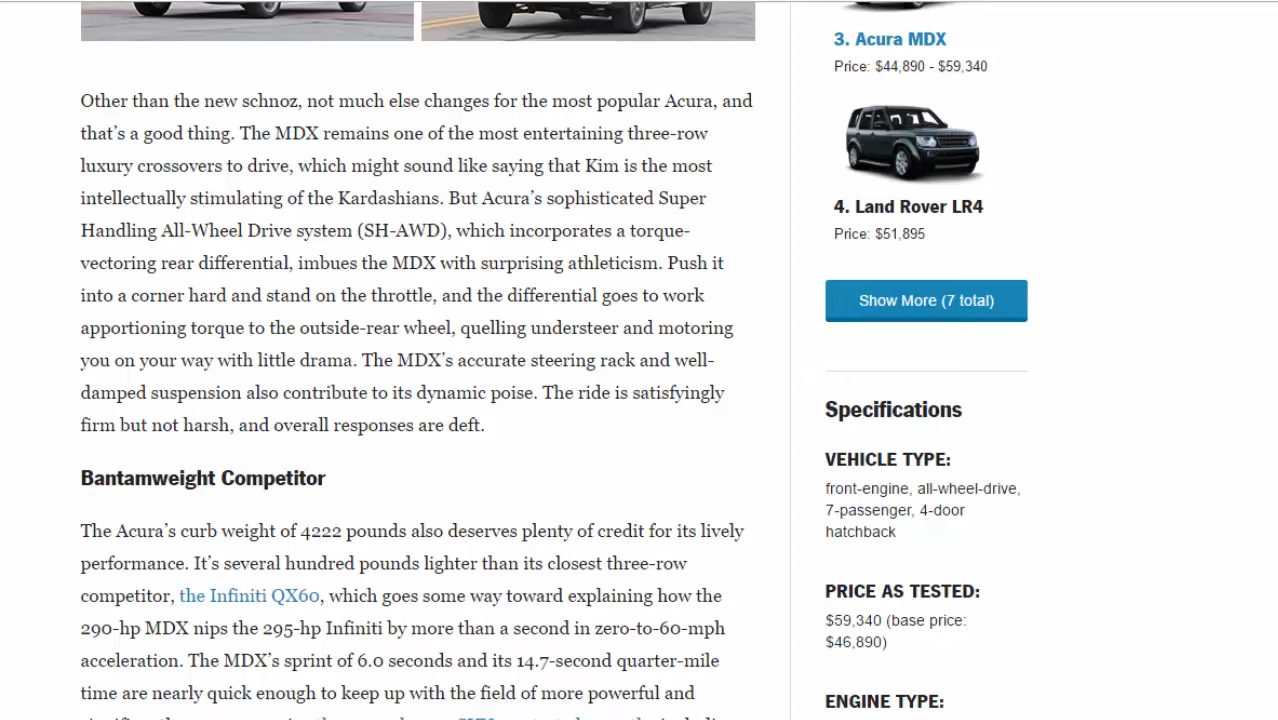 Other than the new schnoz, not much else changes for the most popular Acura, and
that’s a good thing. The MDX remains one of the most entertaining three-row
luxury crossovers to drive, which might sound like saying that Kim is the most
intellectually stimulating of the Kardashians. But Acura’s sophisticated Super
Handling All-Wheel Drive system (SH-AWD), which incorporates a torque-
vectoring rear differential, imbues the MDX with surprising athleticism. Push it
into a corner hard and stand on the throttle, and the differential goes to work
apportioning torque to the outside-rear wheel, quelling understeer and motoring
you on your way with little drama. The MDX’s accurate steering rack and well-
damped suspension also contribute to its dynamic poise. The ride is satisfyingly
firm but not harsh, and overall responses are deft.
Bantamweight Competitor
The Acura’s curb weight of 4222 pounds also deserves plenty of credit for its lively
performance. It’s several hundred pounds lighter than its closest three-row
competitor, the Infiniti QX60, which goes some way toward explaining how the
290-hp MDX nips the 295-hp Infiniti by more than a second in zero-to-60-mph
acceleration. The MDX’s sprint of 6.0 seconds and its 14.7-second quarter-mile
time are nearly quick enough to keep up with the field of more powerful and
3. Acura MDX
Price: $44,890 - $59,340
4. Land Rover LR4
Price: $51,895
Show More (7 total)
Specifications
VEHICLE TYPE:
front-engine, all-wheel-drive,
7-passenger, 4-door
hatchback
PRICE AS TESTED:
$59,340 (base price:
$46,890)
ENGINE TYPE: